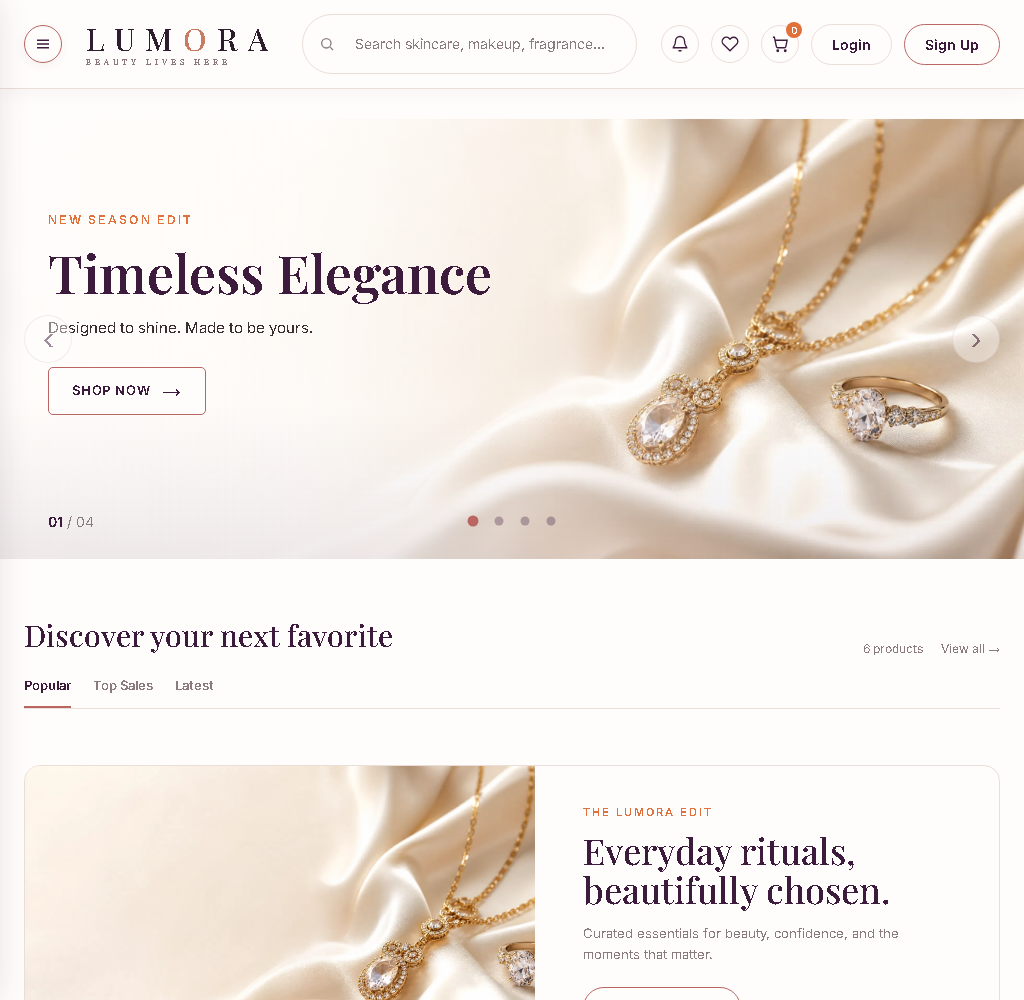 LUMORA
BEAUTY LIVES HERE
Search skincare, makeup, fragrance...
0
Login
Sign Up
NEW SEASON EDIT
Timeless Elegance
Designed to shine. Made to be yours.
SHOP NOW →
01 / 04
Discover your next favorite
6 products View all →
Popular Top Sales Latest
THE LUMORA EDIT
Everyday rituals,
beautifully chosen.
Curated essentials for beauty, confidence, and the
moments that matter.